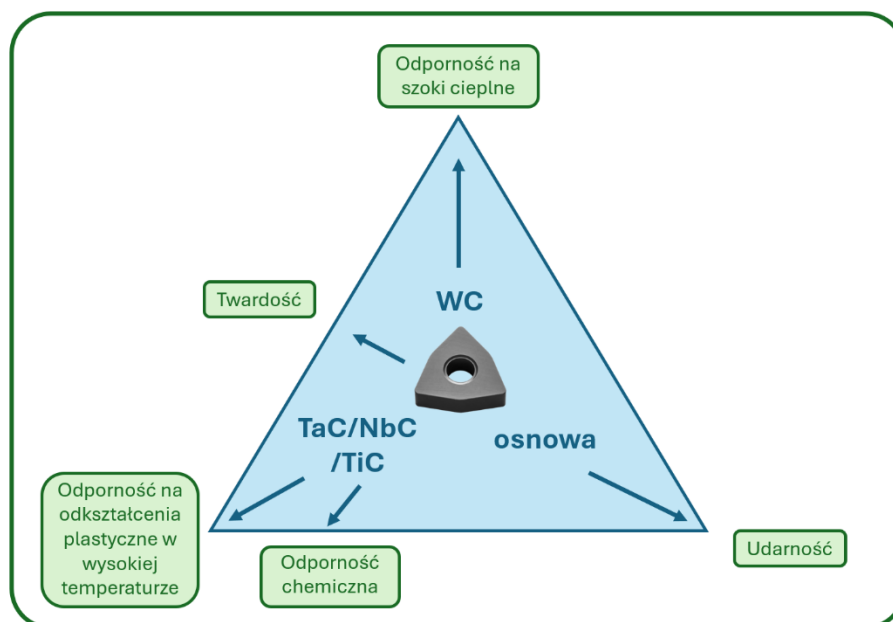 Odporność na
szoki cieplne
Twardość
WC
TaC/NbC
/TiC
osnowa
Odporność na
odkształcenia
plastyczne w
wysokiej
temperaturze
Odporność
chemiczna
Udarność